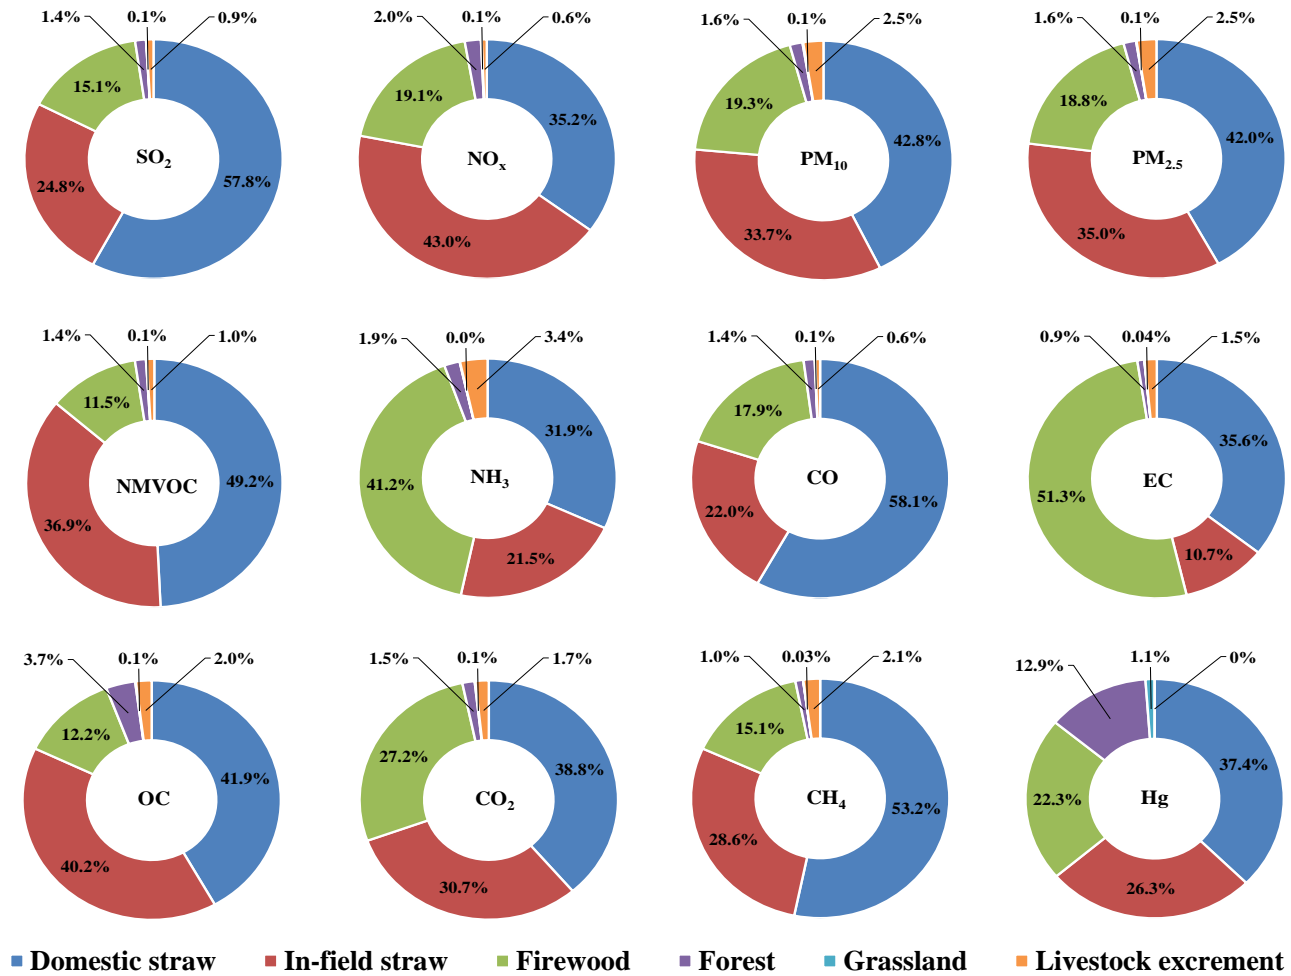 1.4% 0.1% 0.9% 2.0% 0.1% 0.6% 1.6% 0.1% 2.5% 1.6% 0.1% 2.5%
15.1%
24.8%
SO2
57.8%
19.1%
35.2%
NOx
43.0%
19.3%
42.8%
PM10
33.7%
18.8%
42.0%
PM2.5
35.0%
1.4% 0.1% 1.0% 1.9% 0.0% 3.4% 1.4% 0.1% 0.6% 0.9% 0.04% 1.5%
11.5%
NMVOC
49.2%
36.9%
31.9%
41.2%
NH3
21.5%
17.9%
CO
58.1%
22.0%
35.6%
51.3%
EC
10.7%
3.7% 0.1% 2.0% 1.5% 0.1% 1.7% 1.0% 0.03% 2.1% 12.9% 1.1% 0%
12.2%
41.9%
OC
40.2%
27.2%
38.8%
CO2
30.7%
15.1%
CH4
53.2%
28.6%
37.4%
22.3%
Hg
26.3%
Domestic straw In-field straw Firewood Forest Grassland Livestock excrement